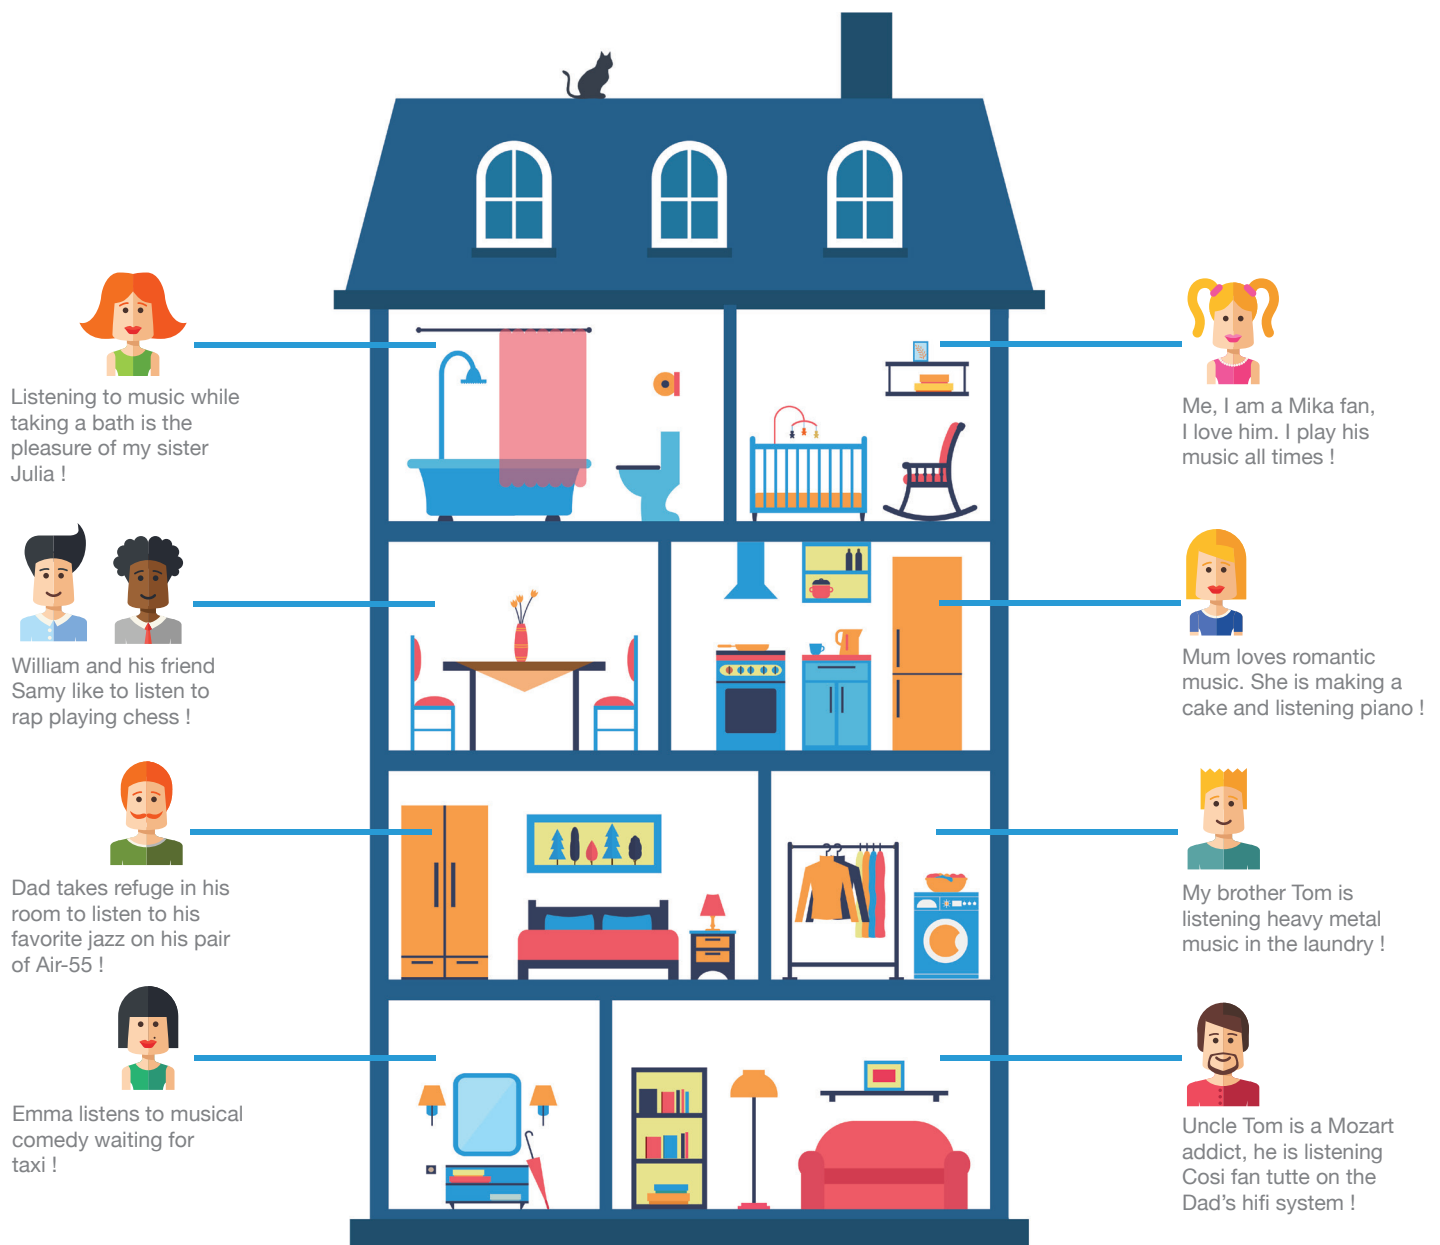 Listening to music while
taking a bath is the
pleasure of my sister
Julia !
Me, I am a Mika fan,
I love him. I play his
music all times !
William and his friend
Samy like to listen to
rap playing chess !
Mum loves romantic
music. She is making a
cake and listening piano !
Dad takes refuge in his
room to listen to his
favorite jazz on his pair
of Air-55 !
My brother Tom is
listening heavy metal
music in the laundry !
Emma listens to musical
comedy waiting for
taxi !
Uncle Tom is a Mozart
addict, he is listening
Cosi fan tutte on the
Dad's hifi system !